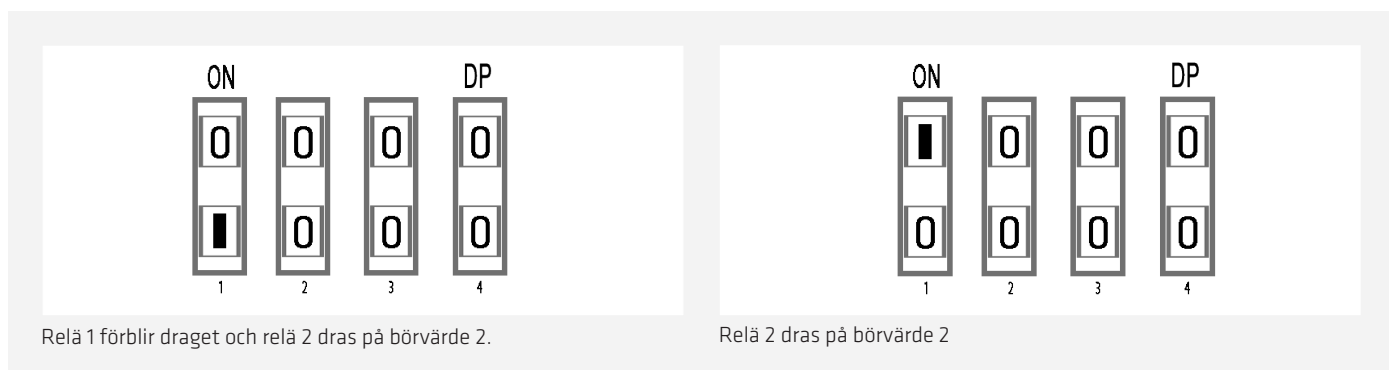 ON DP
0 0 0 0
0 0 0
1 2 3 4
Relä 1 förblir draget och relä 2 dras på börvärde 2.
ON DP
0 0 0
0 0 0 0
1 2 3 4
Relä 2 dras på börvärde 2